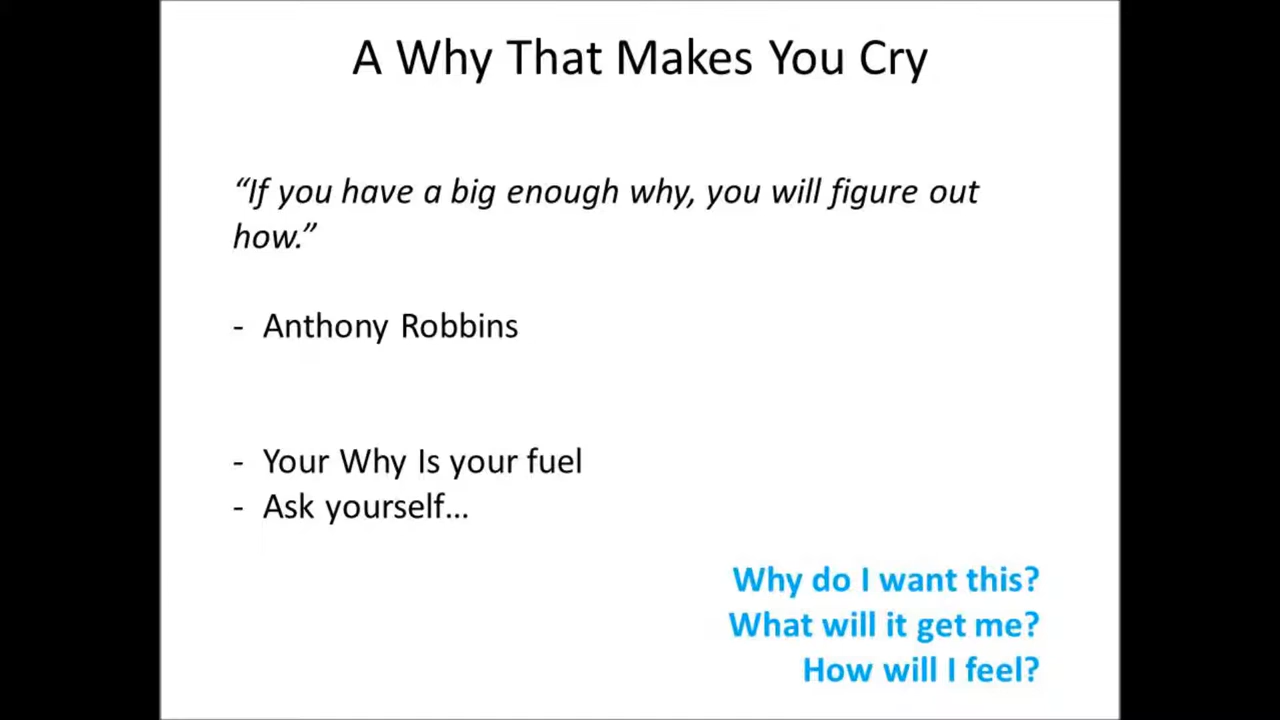 A Why That Makes You Cry
“If you have a big enough why, you will figure out
how.”
- Anthony Robbins
- Your Why Is your fuel
- Ask yourself…
Why do I want this?
What will it get me?
How will I feel?